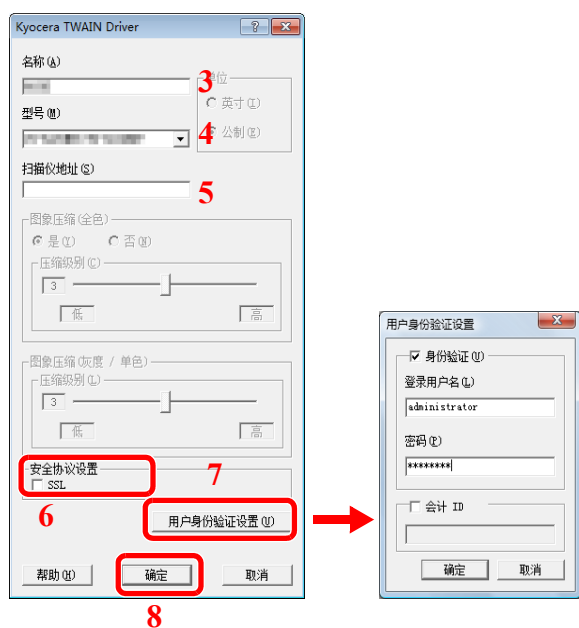 Kyocera TWAIN Driver
名称(A)
3
单位
英寸(I)
公制(E)
型号(M)
4
扫描仪地址(S)
5
图象压缩(全色)
是(Y)
否(N)
压缩级别(C)
3
低
高
图象压缩(灰度 / 单色)
压缩级别(L)
3
低
高
安全协议设置
SSL
6
7
用户身份验证设置(U)
帮助(H)
确定
取消
8
用户身份验证设置
身份验证(U)
登录用户名(L)
administrator
密码(P)
********
会计 ID
确定
取消